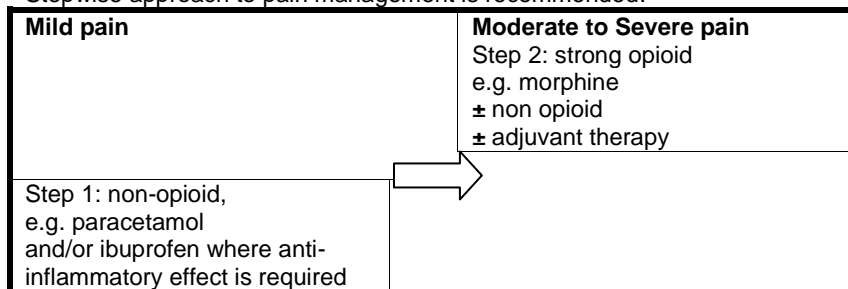 Stepwise approach to pain management is recommended.
Mild pain
Moderate to Severe pain
Step 2: strong opioid
e.g. morphine
± non opioid
± adjuvant therapy
Step 1: non-opioid,
e.g. paracetamol
and/or ibuprofen where anti-
inflammatory effect is required